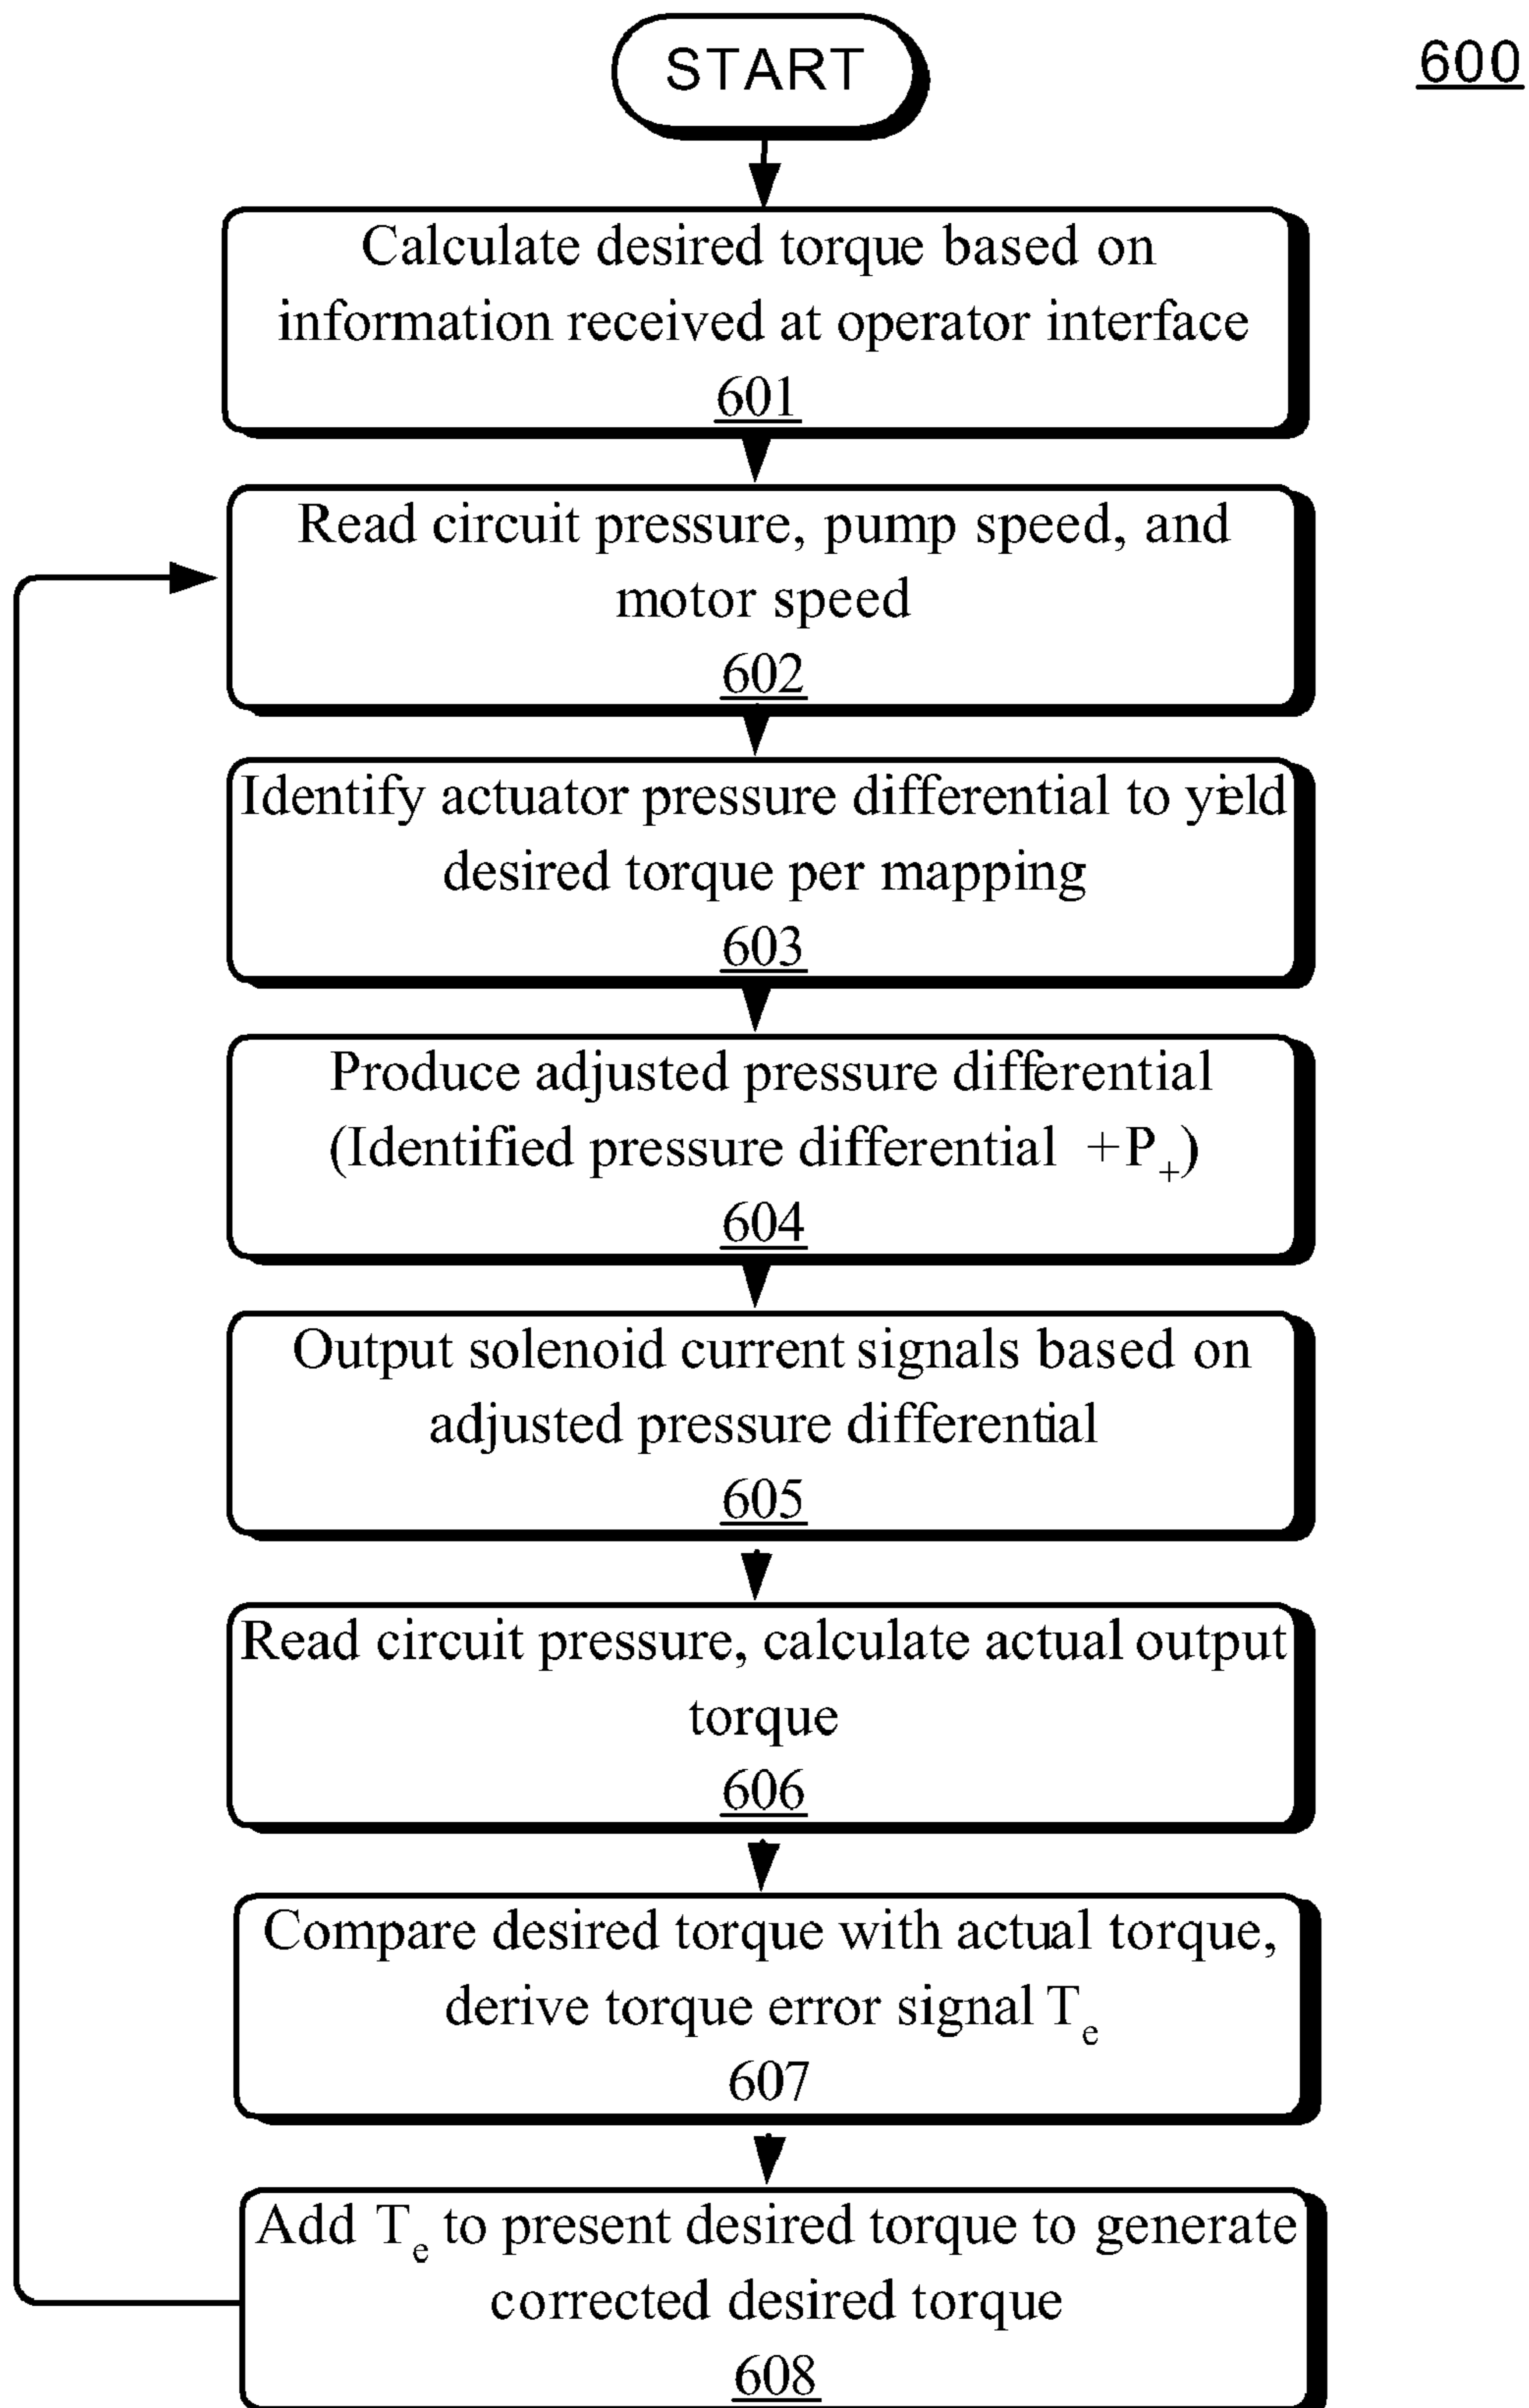 START
600
Calculate desired torque based on
information received at operator interface
601
Read circuit pressure, pump speed, and
motor speed
602
Identify actuator pressure differential to yield
desired torque per mapping
603
Produce adjusted pressure differential
(Identified pressure differential +P₊)
604
Output solenoid current signals based on
adjusted pressure differential
605
Read circuit pressure, calculate actual output
torque
606
Compare desired torque with actual torque,
derive torque error signal Tₑ
607
Add Tₑ to present desired torque to generate
corrected desired torque
608